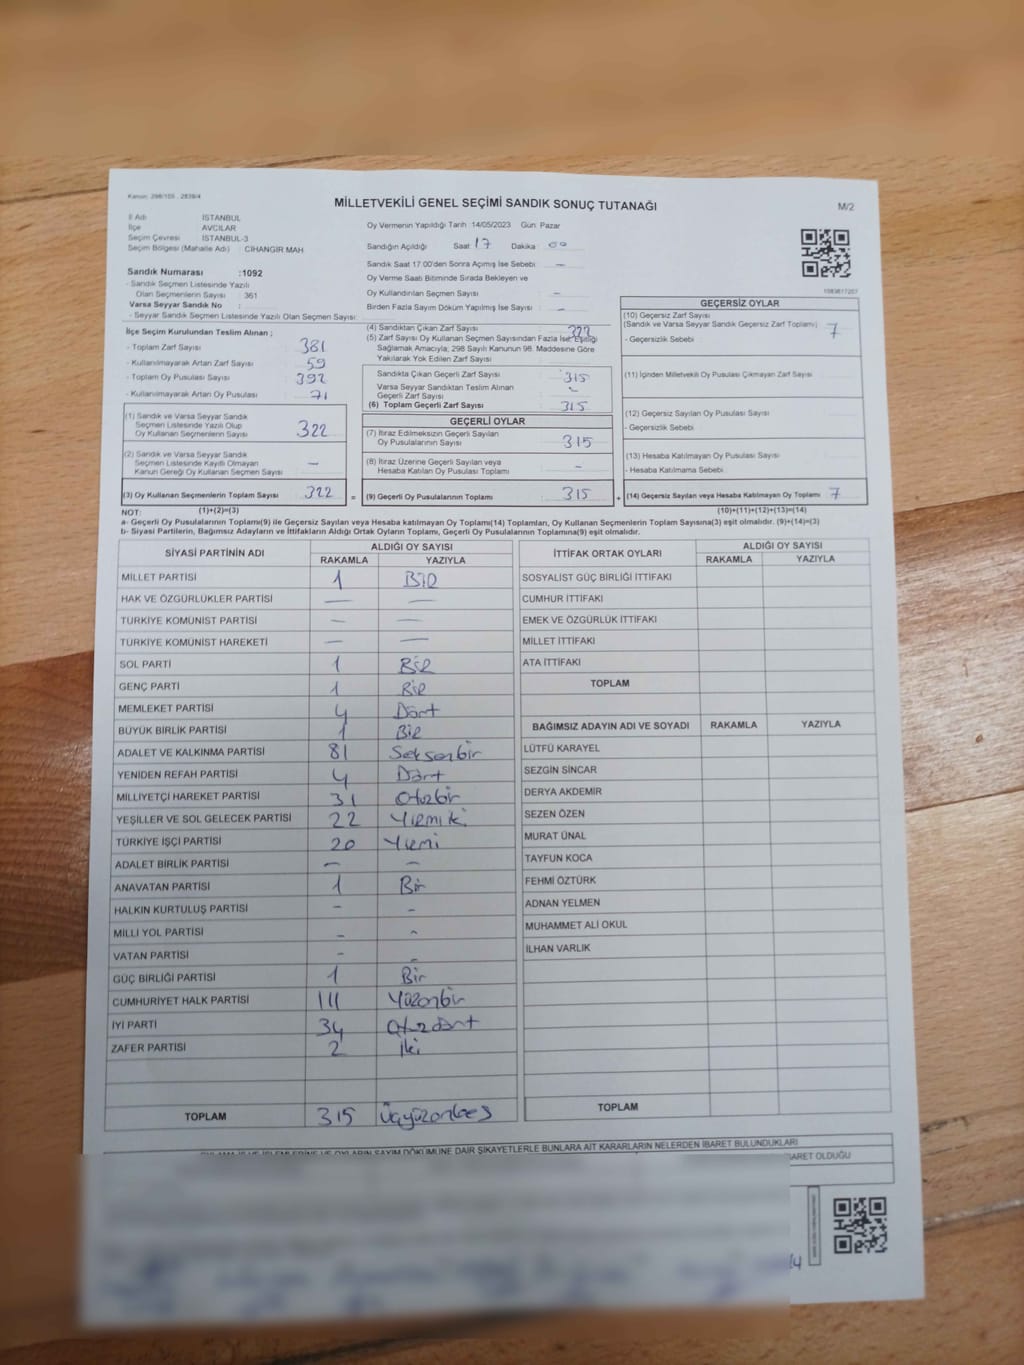 Kanun: 298/105 , 2839/4
MİLLETVEKİLİ GENEL SEÇİMİ SANDIK SONUÇ TUTANAĞI
M/2
İl Adı İSTANBUL
İlçe AVCILAR
Seçim Çevresi İSTANBUL-3
Seçim Bölgesi (Mahalle Adı) CİHANGİR MAH
Sandık Numarası :1092
- Sandık Seçmen Listesinde Yazılı
Olan Seçmenlerin Sayısı 361
Varsa Seyyar Sandık No :
- Seyyar Sandık Seçmen Listesinde Yazılı Olan Seçmen Sayısı:
Oy Vermenin Yapıldığı Tarih :14/05/2023 Gün: Pazar
Sandığın Açıldığı Saat 17 Dakika 00
Sandık Saat 17.00'den Sonra Açımış İse Sebebi: –
Oy Verme Saati Bitiminde Sırada Bekleyen ve
Oy Kullandırılan Seçmen Sayısı : –
Birden Fazla Sayım Döküm Yapılmış İse Sayısı : –
1083817207
İlçe Seçim Kurulundan Teslim Alınan ;
- Toplam Zarf Sayısı : 381
- Kullanılmayarak Artan Zarf Sayısı : 59
- Toplam Oy Pusulası Sayısı : 392
- Kullanılmayarak Artan Oy Pusulası : 71
(1) Sandık ve Varsa Seyyar Sandık
Seçmen Listesinde Yazılı Olup
Oy Kullanan Seçmenlerin Sayısı 322
(2) Sandık ve Varsa Seyyar Sandık
Seçmen Listesinde Kayıtlı Olmayan
Kanun Gereği Oy Kullanan Seçmen Sayısı –
(3) Oy Kullanan Seçmenlerin Toplam Sayısı 322 =
(4) Sandıktan Çıkan Zarf Sayısı : 322
(5) Zarf Sayısı Oy Kullanan Seçmen Sayısından Fazla İse, Eşitliği
Sağlamak Amacıyla; 298 Sayılı Kanunun 98. Maddesine Göre
Yakılarak Yok Edilen Zarf Sayısı :
Sandıkta Çıkan Geçerli Zarf Sayısı : 315
Varsa Seyyar Sandıktan Teslim Alınan
Geçerli Zarf Sayısı : –
(6) Toplam Geçerli Zarf Sayısı : 315
GEÇERLİ OYLAR
(7) İtiraz Edilmeksizin Geçerli Sayılan
Oy Pusulalarının Sayısı : 315
(8) İtiraz Üzerine Geçerli Sayılan veya
Hesaba Katılan Oy Pusulası Toplamı : –
(9) Geçerli Oy Pusulalarının Toplamı : 315 +
GEÇERSİZ OYLAR
(10) Geçersiz Zarf Sayısı
(Sandık ve Varsa Seyyar Sandık Geçersiz Zarf Toplamı) : 7
- Geçersizlik Sebebi :
(11) İçinden Milletvekili Oy Pusulası Çıkmayan Zarf Sayısı :
(12) Geçersiz Sayılan Oy Pusulası Sayısı :
- Geçersizlik Sebebi :
(13) Hesaba Katılmayan Oy Pusulası Sayısı :
- Hesaba Katılmama Sebebi :
(14) Geçersiz Sayılan veya Hesaba Katılmayan Oy Toplamı : 7
NOT: (1)+(2)=(3) (10)+(11)+(12)+(13)=(14)
a- Geçerli Oy Pusulalarının Toplamı(9) ile Geçersiz Sayılan veya Hesaba katılmayan Oy Toplamı(14) Toplamları, Oy Kullanan Seçmenlerin Toplam Sayısına(3) eşit olmalıdır. (9)+(14)=(3)
b- Siyasi Partilerin, Bağımsız Adayların ve İttifakların Aldığı Ortak Oyların Toplamı, Geçerli Oy Pusulalarının Toplamına(9) eşit olmalıdır.
SİYASİ PARTİNİN ADI ALDIĞI OY SAYISI
RAKAMLA YAZIYLA
MİLLET PARTİSİ 1 BİR
HAK VE ÖZGÜRLÜKLER PARTİSİ — —
TÜRKİYE KOMÜNİST PARTİSİ — —
TÜRKİYE KOMÜNİST HAREKETİ — —
SOL PARTİ 1 Bir
GENÇ PARTİ 1 Bir
MEMLEKET PARTİSİ 4 Dört
BÜYÜK BİRLİK PARTİSİ 1 Bir
ADALET VE KALKINMA PARTİSİ 81 Seksenbir
YENİDEN REFAH PARTİSİ 4 Dört
MİLLİYETÇİ HAREKET PARTİSİ 31 Otuzbir
YEŞİLLER VE SOL GELECEK PARTİSİ 22 Yirmiki
TÜRKİYE İŞÇİ PARTİSİ 20 Yirmi
ADALET BİRLİK PARTİSİ — —
ANAVATAN PARTİSİ 1 Bir
HALKIN KURTULUŞ PARTİSİ – –
MİLLİ YOL PARTİSİ – –
VATAN PARTİSİ – –
GÜÇ BİRLİĞİ PARTİSİ 1 Bir
CUMHURİYET HALK PARTİSİ 111 Yüzonbir
İYİ PARTİ 34 Otuzdört
ZAFER PARTİSİ 2 İki
TOPLAM 315 Üçyüzonbeş
İTTİFAK ORTAK OYLARI ALDIĞI OY SAYISI
RAKAMLA YAZIYLA
SOSYALİST GÜÇ BİRLİĞİ İTTİFAKI
CUMHUR İTTİFAKI
EMEK VE ÖZGÜRLÜK İTTİFAKI
MİLLET İTTİFAKI
ATA İTTİFAKI
TOPLAM
BAĞIMSIZ ADAYIN ADI VE SOYADI RAKAMLA YAZIYLA
LÜTFÜ KARAYEL
SEZGİN SİNCAR
DERYA AKDEMİR
SEZEN ÖZEN
MURAT ÜNAL
TAYFUN KOCA
FEHMİ ÖZTÜRK
ADNAN YELMEN
MUHAMMET ALİ OKUL
İLHAN VARLIK
TOPLAM
DÖKÜMÜNE DAİR ŞİKAYETLERLE BUNLARA AİT KARARLARIN NELERDEN İBARET BULUNDUKLARI
OLDUĞU